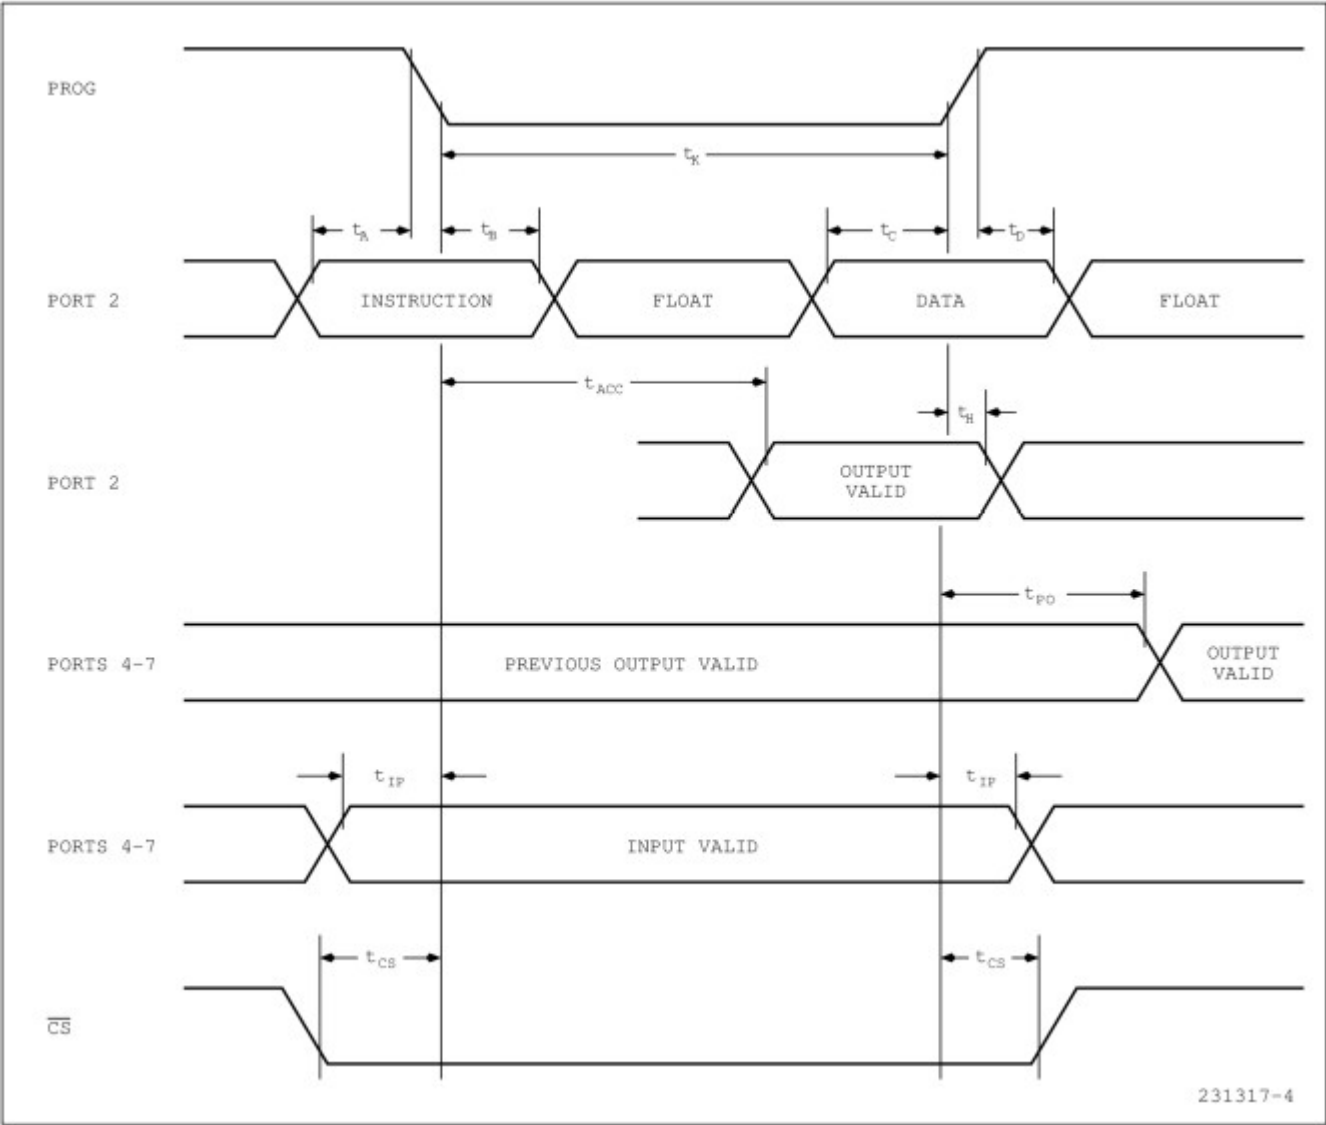 PROG
tK
tA
tB
tC
tD
PORT 2
INSTRUCTION
FLOAT
DATA
FLOAT
tACC
tH
PORT 2
OUTPUT
VALID
tPO
PORTS 4-7
PREVIOUS OUTPUT VALID
OUTPUT
VALID
tIP
tIP
PORTS 4-7
INPUT VALID
tCS
tCS
C̅S̅
231317-4